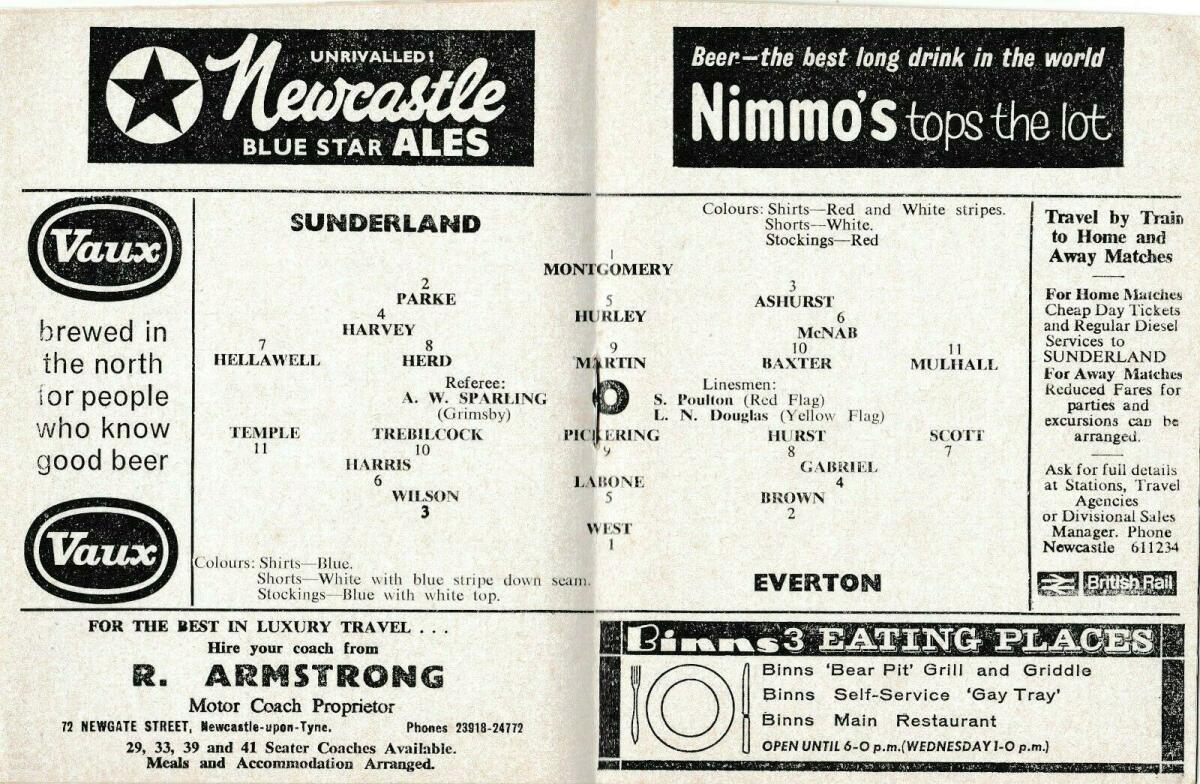 UNRIVALLED!
Newcastle
BLUE STAR ALES
Beer—the best long drink in the world
Nimmo's tops the lot
Vaux
brewed in
the north
for people
who know
good beer
Vaux
SUNDERLAND
Colours: Shirts—Red and White stripes.
Shorts—White.
Stockings—Red
1
MONTGOMERY
2 3
PARKE ASHURST
5
HURLEY
4 6
HARVEY McNAB
7 8 9 10 11
HELLAWELL HERD MARTIN BAXTER MULHALL
Referee:
A. W. SPARLING
(Grimsby)
Linesmen:
S. Poulton (Red Flag)
L. N. Douglas (Yellow Flag)
TEMPLE TREBILCOCK PICKERING HURST SCOTT
11 10 9 8 7
HARRIS GABRIEL
6 4
LABONE
5
WILSON BROWN
3 2
WEST
1
Colours: Shirts—Blue.
Shorts—White with blue stripe down seam.
Stockings—Blue with white top.
EVERTON
Travel by Train
to Home and
Away Matches
For Home Matches
Cheap Day Tickets
and Regular Diesel
Services to
SUNDERLAND
For Away Matches
Reduced Fares for
parties and
excursions can be
arranged.
Ask for full details
at Stations, Travel
Agencies
or Divisional Sales
Manager. Phone
Newcastle 611234
British Rail
FOR THE BEST IN LUXURY TRAVEL . . .
Hire your coach from
R. ARMSTRONG
Motor Coach Proprietor
72 NEWGATE STREET, Newcastle-upon-Tyne. Phones 23918-24772
29, 33, 39 and 41 Seater Coaches Available.
Meals and Accommodation Arranged.
Binns 3 EATING PLACES
Binns 'Bear Pit' Grill and Griddle
Binns Self-Service 'Gay Tray'
Binns Main Restaurant
OPEN UNTIL 6-0 p.m. (WEDNESDAY 1-0 p.m.)